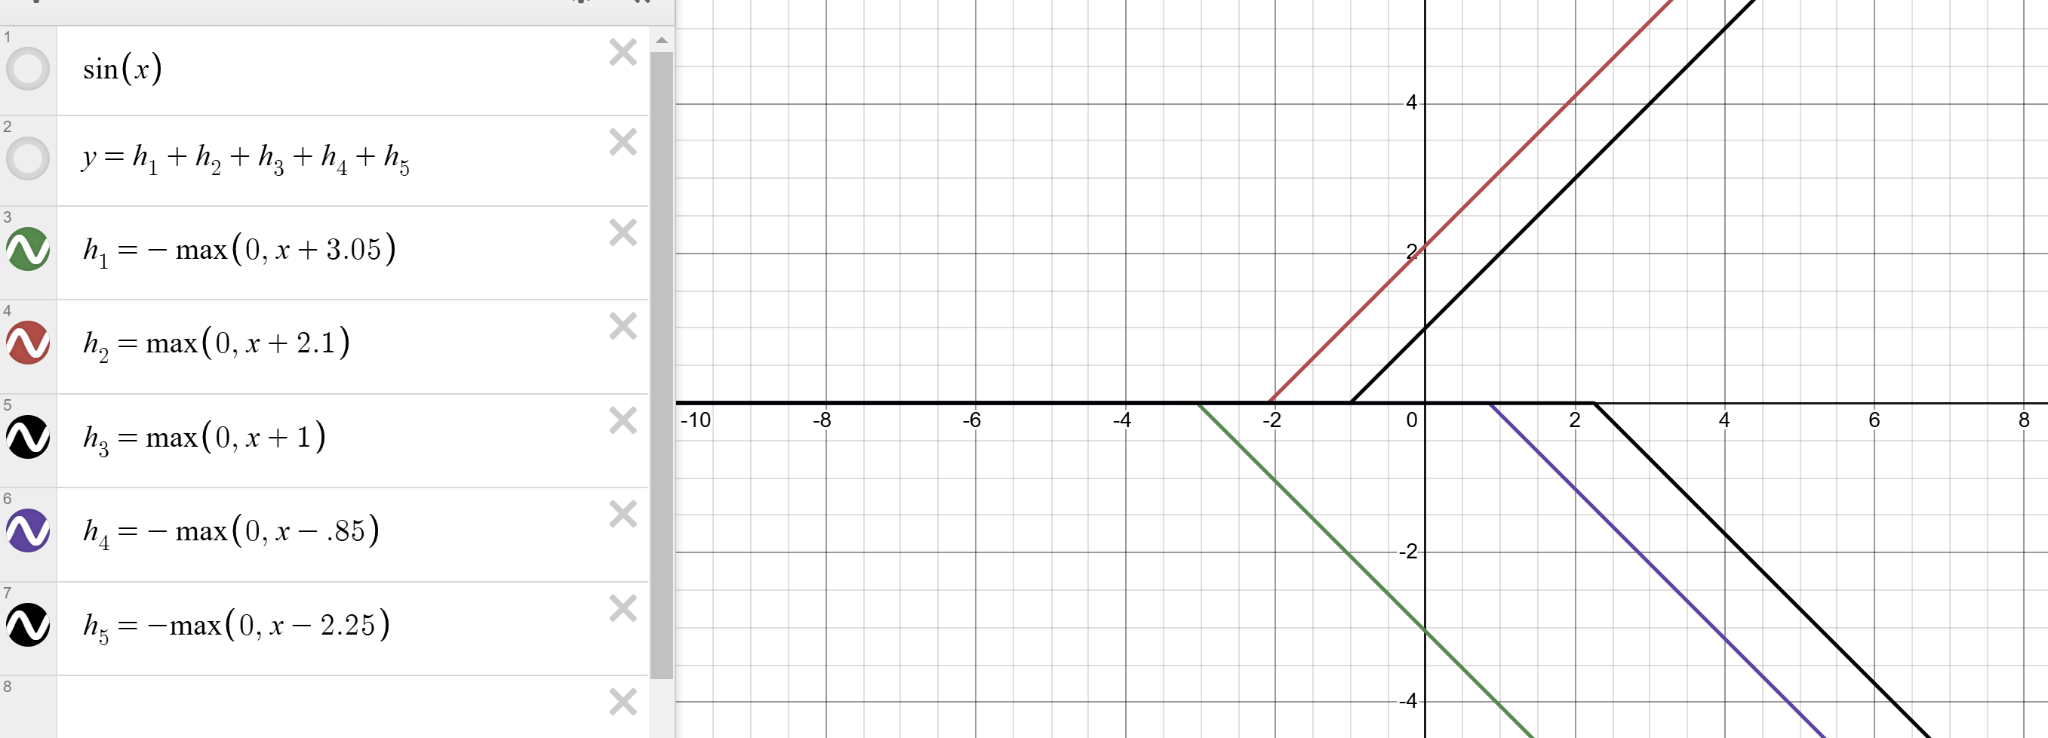 1
sin(x)
2
y = h₁ + h₂ + h₃ + h₄ + h₅
3
h₁ = − max(0, x + 3.05)
4
h₂ = max(0, x + 2.1)
5
h₃ = max(0, x + 1)
6
h₄ = − max(0, x − .85)
7
h₅ = −max(0, x − 2.25)
8
4
2
-10 -8 -6 -4 -2 0 2 4 6 8
-2
-4